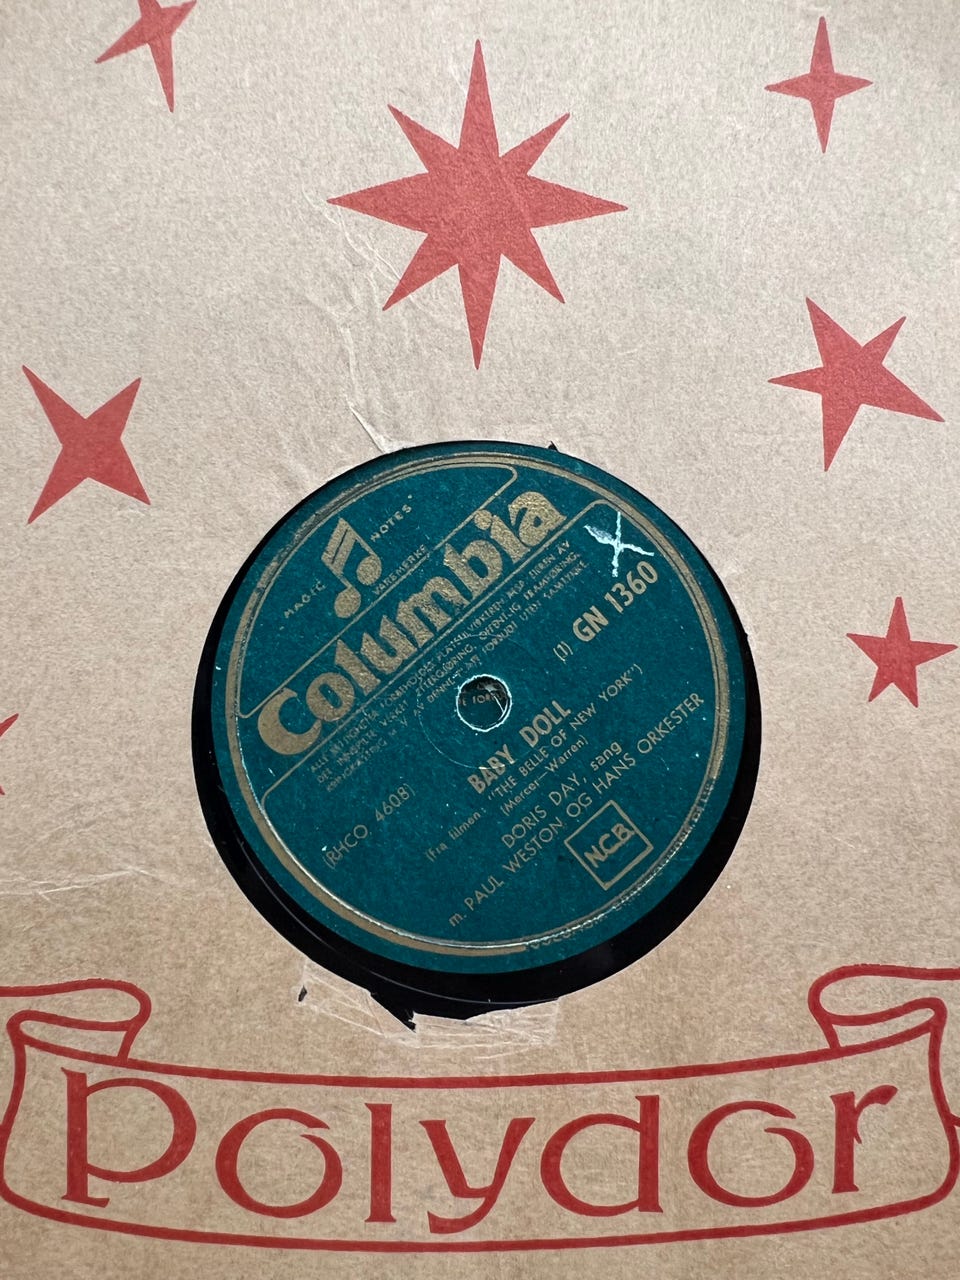 MAGIC NOTES
VAREMERKE
Columbia
(1) GN 1360
BABY DOLL
(Fra filmen: "THE BELLE OF NEW YORK")
(Mercer—Warren)
(RHCO. 4608)
DORIS DAY, sang
m. PAUL WESTON OG HANS ORKESTER
N.C.B.
Polydor